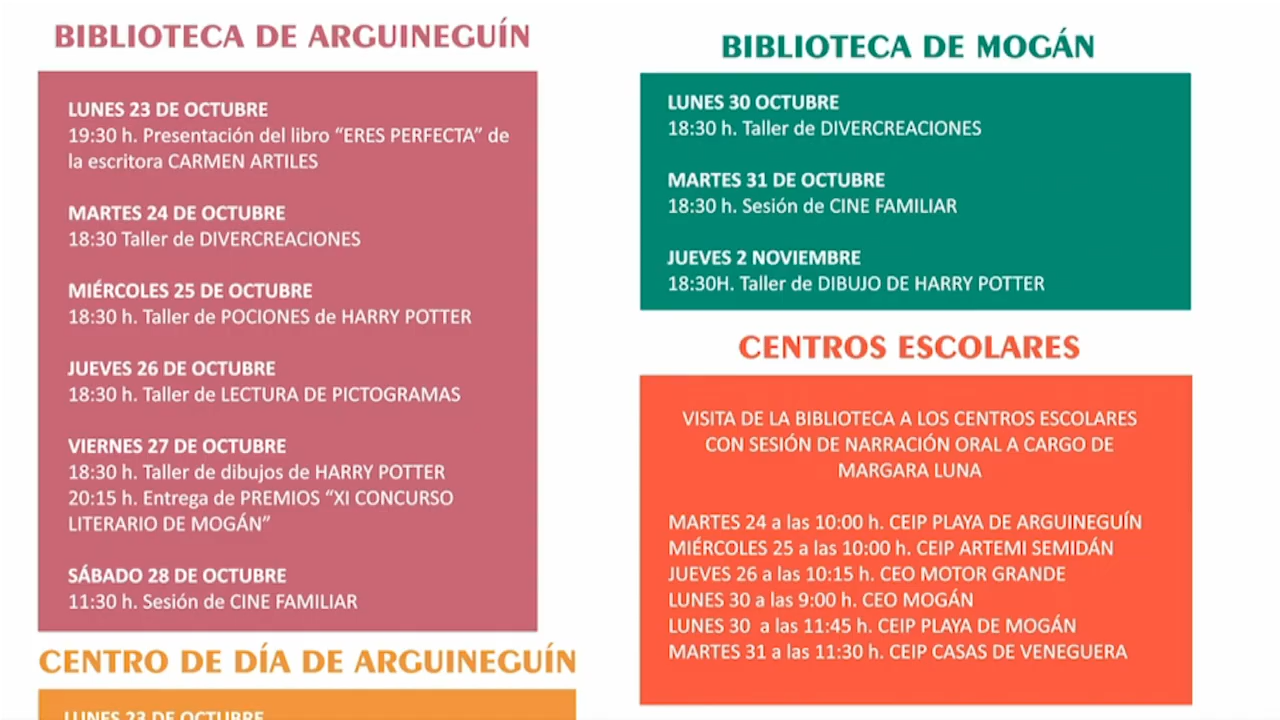 BIBLIOTECA DE ARGUINEGUÍN
LUNES 23 DE OCTUBRE
19:30 h. Presentación del libro “ERES PERFECTA” de
la escritora CARMEN ARTILES
MARTES 24 DE OCTUBRE
18:30 Taller de DIVERCREACIONES
MIÉRCOLES 25 DE OCTUBRE
18:30 h. Taller de POCIONES de HARRY POTTER
JUEVES 26 DE OCTUBRE
18:30 h. Taller de LECTURA DE PICTOGRAMAS
VIERNES 27 DE OCTUBRE
18:30 h. Taller de dibujos de HARRY POTTER
20:15 h. Entrega de PREMIOS “XI CONCURSO
LITERARIO DE MOGÁN”
SÁBADO 28 DE OCTUBRE
11:30 h. Sesión de CINE FAMILIAR
CENTRO DE DÍA DE ARGUINEGUÍN
LUNES 23 DE OCTUBRE
BIBLIOTECA DE MOGÁN
LUNES 30 OCTUBRE
18:30 h. Taller de DIVERCREACIONES
MARTES 31 DE OCTUBRE
18:30 h. Sesión de CINE FAMILIAR
JUEVES 2 NOVIEMBRE
18:30H. Taller de DIBUJO DE HARRY POTTER
CENTROS ESCOLARES
VISITA DE LA BIBLIOTECA A LOS CENTROS ESCOLARES
CON SESIÓN DE NARRACIÓN ORAL A CARGO DE
MARGARA LUNA
MARTES 24 a las 10:00 h. CEIP PLAYA DE ARGUINEGUÍN
MIÉRCOLES 25 a las 10:00 h. CEIP ARTEMI SEMIDÁN
JUEVES 26 a las 10:15 h. CEO MOTOR GRANDE
LUNES 30 a las 9:00 h. CEO MOGÁN
LUNES 30 a las 11:45 h. CEIP PLAYA DE MOGÁN
MARTES 31 a las 11:30 h. CEIP CASAS DE VENEGUERA